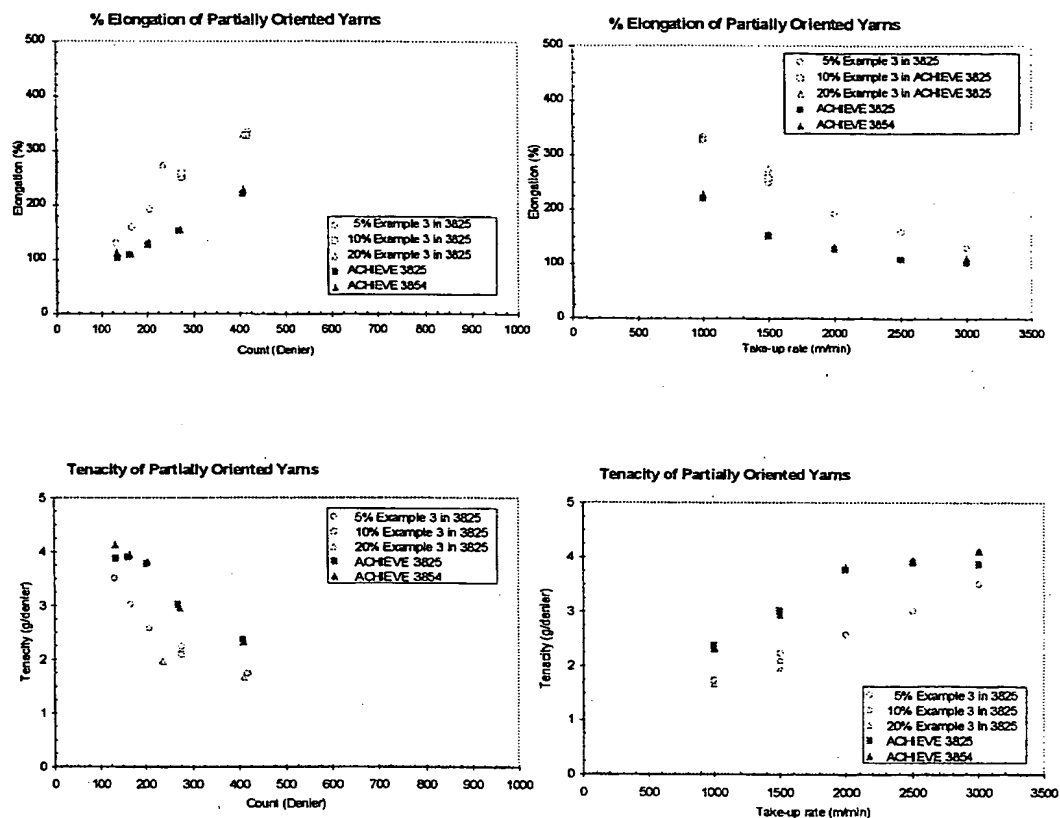 % Elongation of Partially Oriented Yarns
500
400
300
200
100
0
Elongation (%)
5% Example 3 in 3825
10% Example 3 in 3825
20% Example 3 in 3825
ACHIEVE 3825
ACHIEVE 3854
0 100 200 300 400 500 600 700 800 900 1000
Count (Denier)
% Elongation of Partially Oriented Yarns
500
400
300
200
100
0
Elongation (%)
5% Example 3 in 3825
10% Example 3 in ACHIEVE 3825
20% Example 3 in ACHIEVE 3825
ACHIEVE 3825
ACHIEVE 3854
0 500 1000 1500 2000 2500 3000 3500
Take-up rate (m/min)
Tenacity of Partially Oriented Yarns
5
4
3
2
1
0
Tenacity (g/denier)
5% Example 3 in 3825
10% Example 3 in 3825
20% Example 3 in 3825
ACHIEVE 3825
ACHIEVE 3854
0 100 200 300 400 500 600 700 800 900 1000
Count (Denier)
Tenacity of Partially Oriented Yarns
5
4
3
2
1
0
Tenacity (g/denier)
5% Example 3 in 3825
10% Example 3 in 3825
20% Example 3 in 3825
ACHIEVE 3825
ACHIEVE 3854
0 500 1000 1500 2000 2500 3000 3500
Take-up rate (m/min)